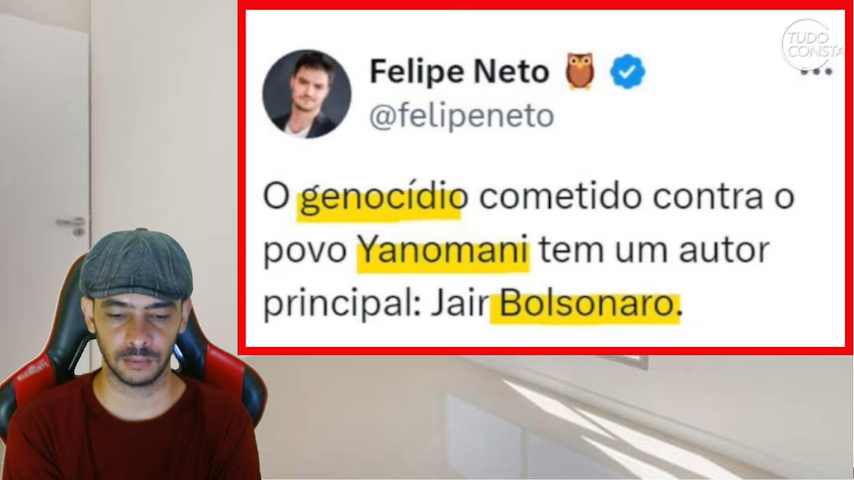 TUDO
CONSTA
Felipe Neto
@felipeneto
O genocídio cometido contra o
povo Yanomani tem um autor
principal: Jair Bolsonaro.